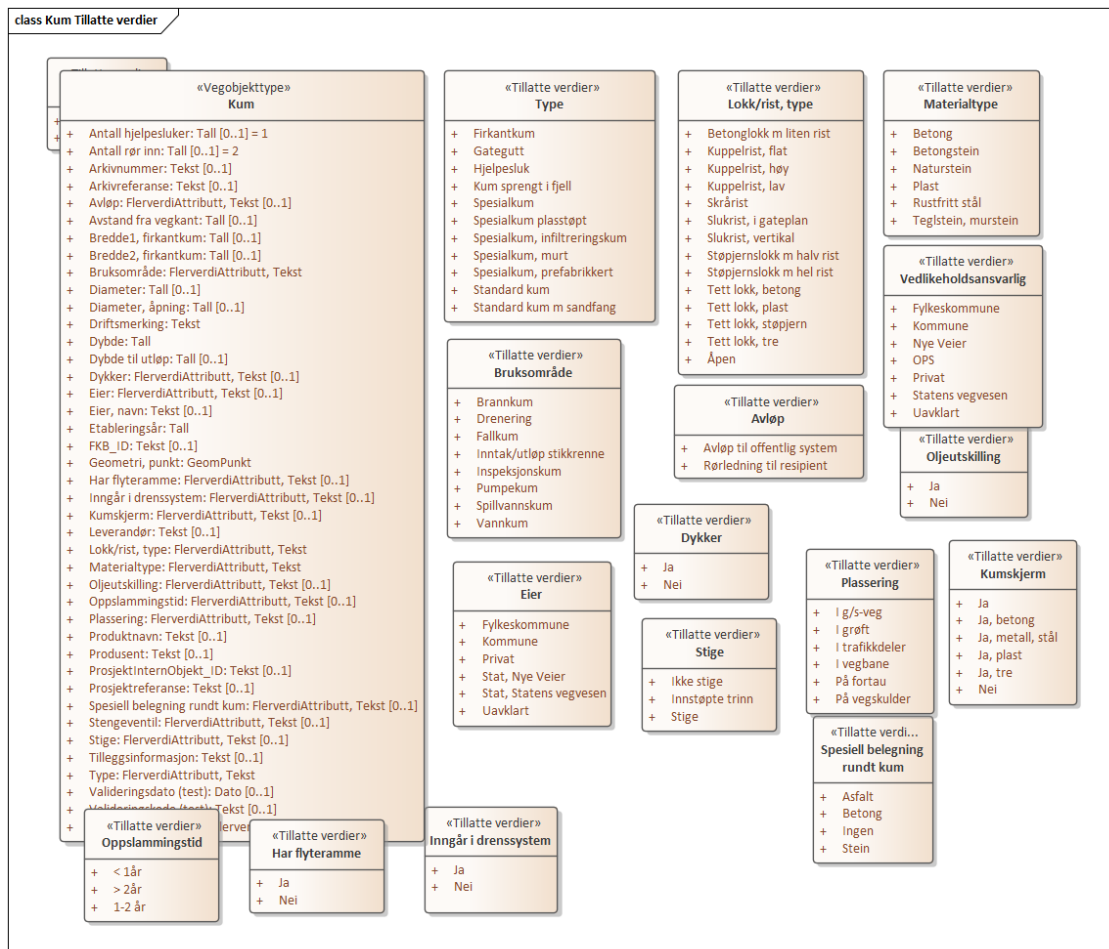 class Kum Tillatte verdier
«Vegobjekttype»
Kum
+ Antall hjelpesluker: Tall [0..1] = 1
+ Antall rør inn: Tall [0..1] = 2
+ Arkivnummer: Tekst [0..1]
+ Arkivreferanse: Tekst [0..1]
+ Avløp: FlerverdiAttributt, Tekst [0..1]
+ Avstand fra vegkant: Tall [0..1]
+ Bredde1, firkantkum: Tall [0..1]
+ Bredde2, firkantkum: Tall [0..1]
+ Bruksområde: FlerverdiAttributt, Tekst
+ Diameter: Tall [0..1]
+ Diameter, åpning: Tall [0..1]
+ Driftsmerking: Tekst
+ Dybde: Tall
+ Dybde til utløp: Tall [0..1]
+ Dykker: FlerverdiAttributt, Tekst [0..1]
+ Eier: FlerverdiAttributt, Tekst [0..1]
+ Eier, navn: Tekst [0..1]
+ Etableringsår: Tall
+ FKB_ID: Tekst [0..1]
+ Geometri, punkt: GeomPunkt
+ Har flyteramme: FlerverdiAttributt, Tekst [0..1]
+ Inngår i drenssystem: FlerverdiAttributt, Tekst [0..1]
+ Kumskjerm: FlerverdiAttributt, Tekst [0..1]
+ Leverandør: Tekst [0..1]
+ Lokk/rist, type: FlerverdiAttributt, Tekst
+ Materialtype: FlerverdiAttributt, Tekst
+ Oljeutskilling: FlerverdiAttributt, Tekst [0..1]
+ Oppslammingstid: FlerverdiAttributt, Tekst [0..1]
+ Plassering: FlerverdiAttributt, Tekst [0..1]
+ Produktnavn: Tekst [0..1]
+ Produsent: Tekst [0..1]
+ ProsjektInternObjekt_ID: Tekst [0..1]
+ Prosjektreferanse: Tekst [0..1]
+ Spesiell belegning rundt kum: FlerverdiAttributt, Tekst [0..1]
+ Stengeventil: FlerverdiAttributt, Tekst [0..1]
+ Stige: FlerverdiAttributt, Tekst [0..1]
+ Tilleggsinformasjon: Tekst [0..1]
+ Type: FlerverdiAttributt, Tekst
+ Valideringsdato (test): Dato [0..1]
+ Valideringskode (test): Tekst [0..1]
«Tillatte verdier»
Type
+ Firkantkum
+ Gategutt
+ Hjelpesluk
+ Kum sprengt i fjell
+ Spesialkum
+ Spesialkum plasstøpt
+ Spesialkum, infiltreringskum
+ Spesialkum, murt
+ Spesialkum, prefabrikkert
+ Standard kum
+ Standard kum m sandfang
«Tillatte verdier»
Lokk/rist, type
+ Betonglokk m liten rist
+ Kuppelrist, flat
+ Kuppelrist, høy
+ Kuppelrist, lav
+ Skrårist
+ Slukrist, i gateplan
+ Slukrist, vertikal
+ Støpjernslokk m halv rist
+ Støpjernslokk m hel rist
+ Tett lokk, betong
+ Tett lokk, plast
+ Tett lokk, støpjern
+ Tett lokk, tre
+ Åpen
«Tillatte verdier»
Materialtype
+ Betong
+ Betongstein
+ Naturstein
+ Plast
+ Rustfritt stål
+ Teglstein, murstein
«Tillatte verdier»
Vedlikeholdsansvarlig
+ Fylkeskommune
+ Kommune
+ Nye Veier
+ OPS
+ Privat
+ Statens vegvesen
+ Uavklart
«Tillatte verdier»
Bruksområde
+ Brannkum
+ Drenering
+ Fallkum
+ Inntak/utløp stikkrenne
+ Inspeksjonskum
+ Pumpekum
+ Spillvannskum
+ Vannkum
«Tillatte verdier»
Avløp
+ Avløp til offentlig system
+ Rørledning til resipient
«Tillatte verdier»
Oljeutskilling
+ Ja
+ Nei
«Tillatte verdier»
Dykker
+ Ja
+ Nei
«Tillatte verdier»
Eier
+ Fylkeskommune
+ Kommune
+ Privat
+ Stat, Nye Veier
+ Stat, Statens vegvesen
+ Uavklart
«Tillatte verdier»
Stige
+ Ikke stige
+ Innstøpte trinn
+ Stige
«Tillatte verdier»
Plassering
+ I g/s-veg
+ I grøft
+ I trafikkdeler
+ I vegbane
+ På fortau
+ På vegskulder
«Tillatte verdier»
Kumskjerm
+ Ja
+ Ja, betong
+ Ja, metall, stål
+ Ja, plast
+ Ja, tre
+ Nei
«Tillatte verdi...
Spesiell belegning
rundt kum
+ Asfalt
+ Betong
+ Ingen
+ Stein
«Tillatte verdier»
Oppslammingstid
+ < 1år
+ > 2år
+ 1-2 år
«Tillatte verdier»
Har flyteramme
+ Ja
+ Nei
«Tillatte verdier»
Inngår i drenssystem
+ Ja
+ Nei